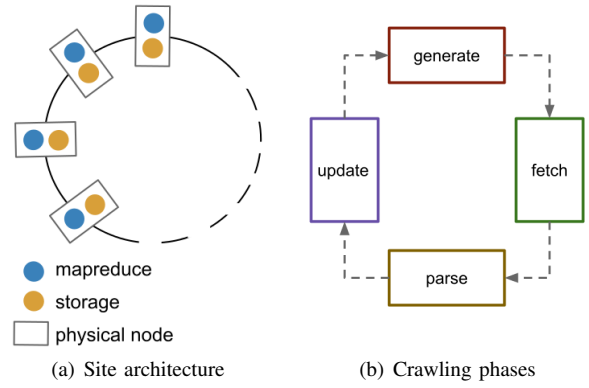 generate
update
fetch
parse
mapreduce
storage
physical node
(a) Site architecture
(b) Crawling phases